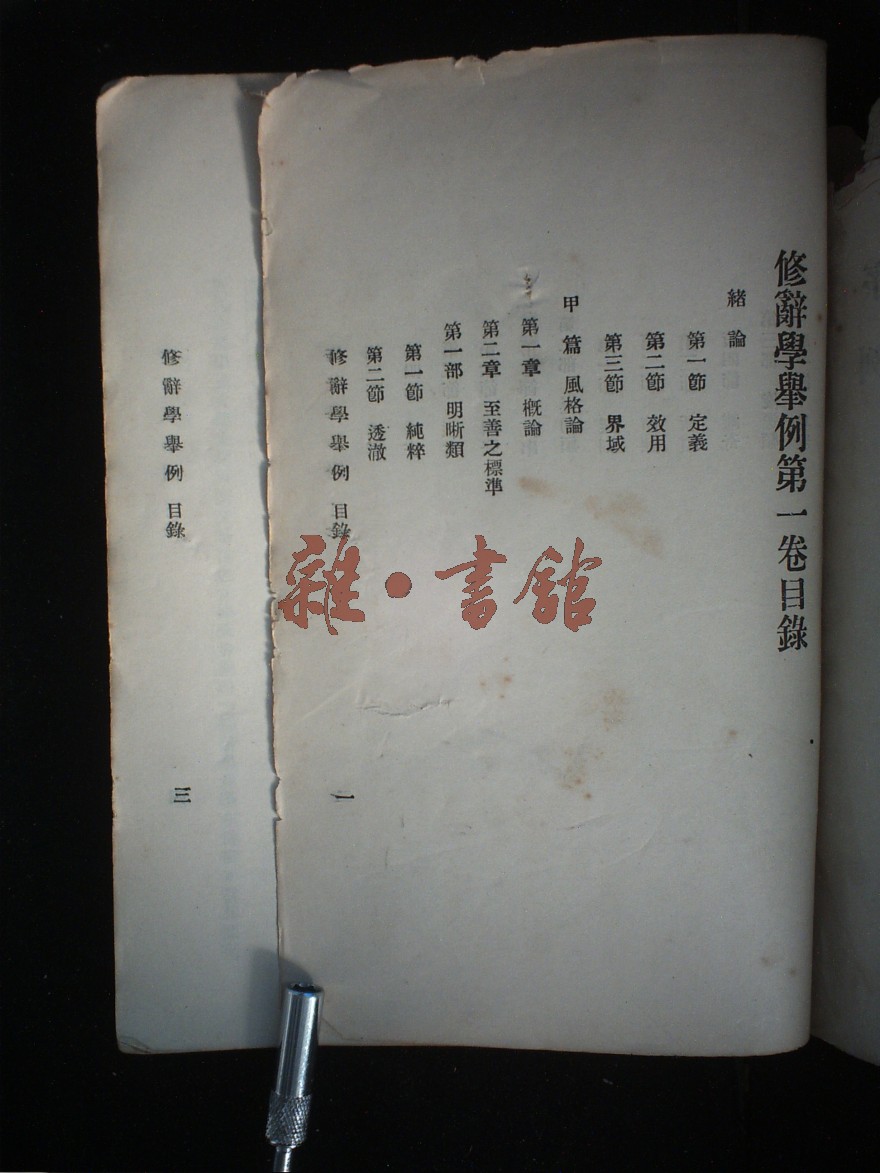 修辭學舉例第一卷目錄
緒論
第一節 定義
第二節 效用
第三節 界域
甲篇 風格論
第一章 概論
第二章 至善之標準
第一部 明晰類
第一節 純粹
第二節 透澈
修辭學舉例 目錄
一
修辭學舉例 目錄
三
雜·書館